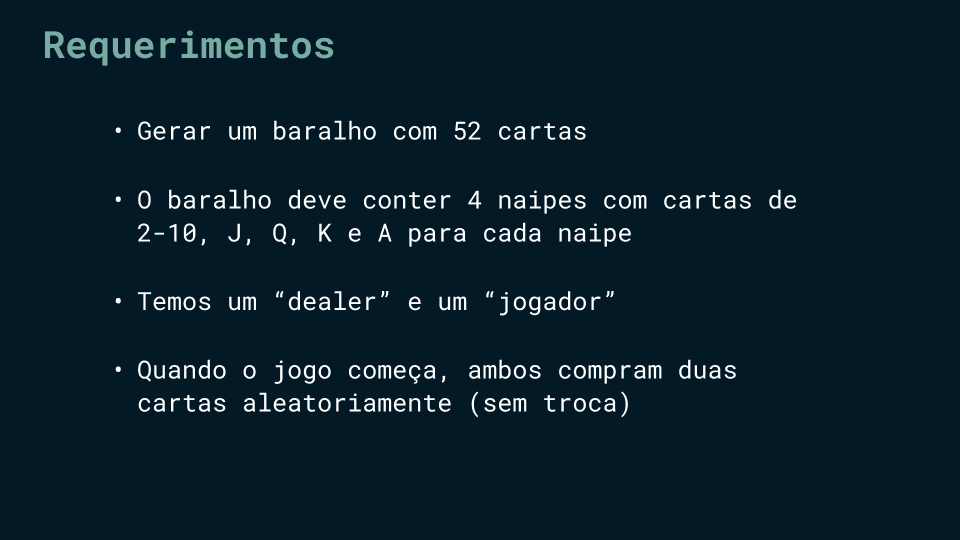 Requerimentos
• Gerar um baralho com 52 cartas
• O baralho deve conter 4 naipes com cartas de
2-10, J, Q, K e A para cada naipe
• Temos um “dealer” e um “jogador”
• Quando o jogo começa, ambos compram duas
cartas aleatoriamente (sem troca)